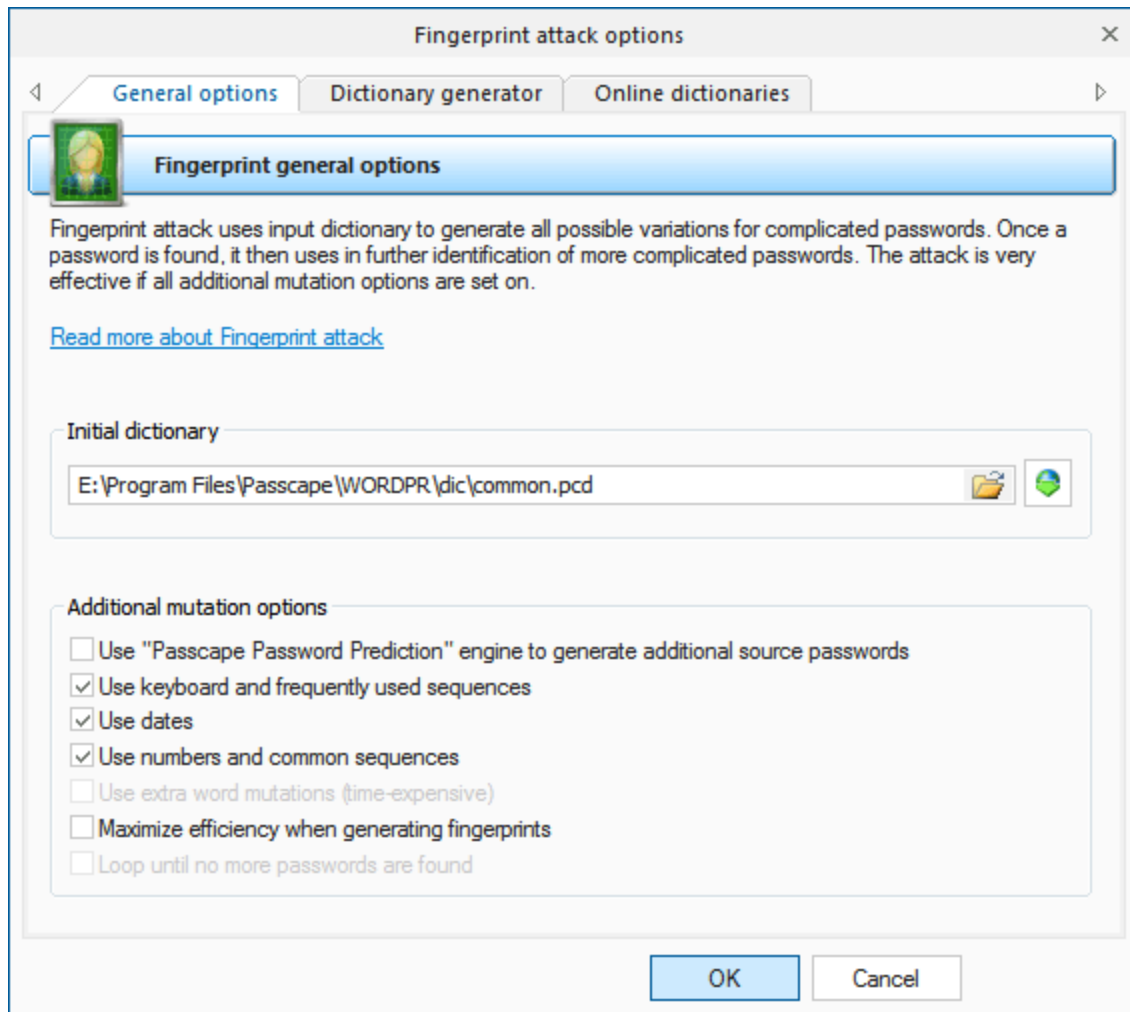 Fingerprint attack options
General options
Dictionary generator
Online dictionaries
Fingerprint general options
Fingerprint attack uses input dictionary to generate all possible variations for complicated passwords. Once a
password is found, it then uses in further identification of more complicated passwords. The attack is very
effective if all additional mutation options are set on.
Read more about Fingerprint attack
Initial dictionary
E:\Program Files\Passcape\WORDPR\dic\common.pcd
Additional mutation options
Use "Passcape Password Prediction" engine to generate additional source passwords
Use keyboard and frequently used sequences
Use dates
Use numbers and common sequences
Use extra word mutations (time-expensive)
Maximize efficiency when generating fingerprints
Loop until no more passwords are found
OK
Cancel